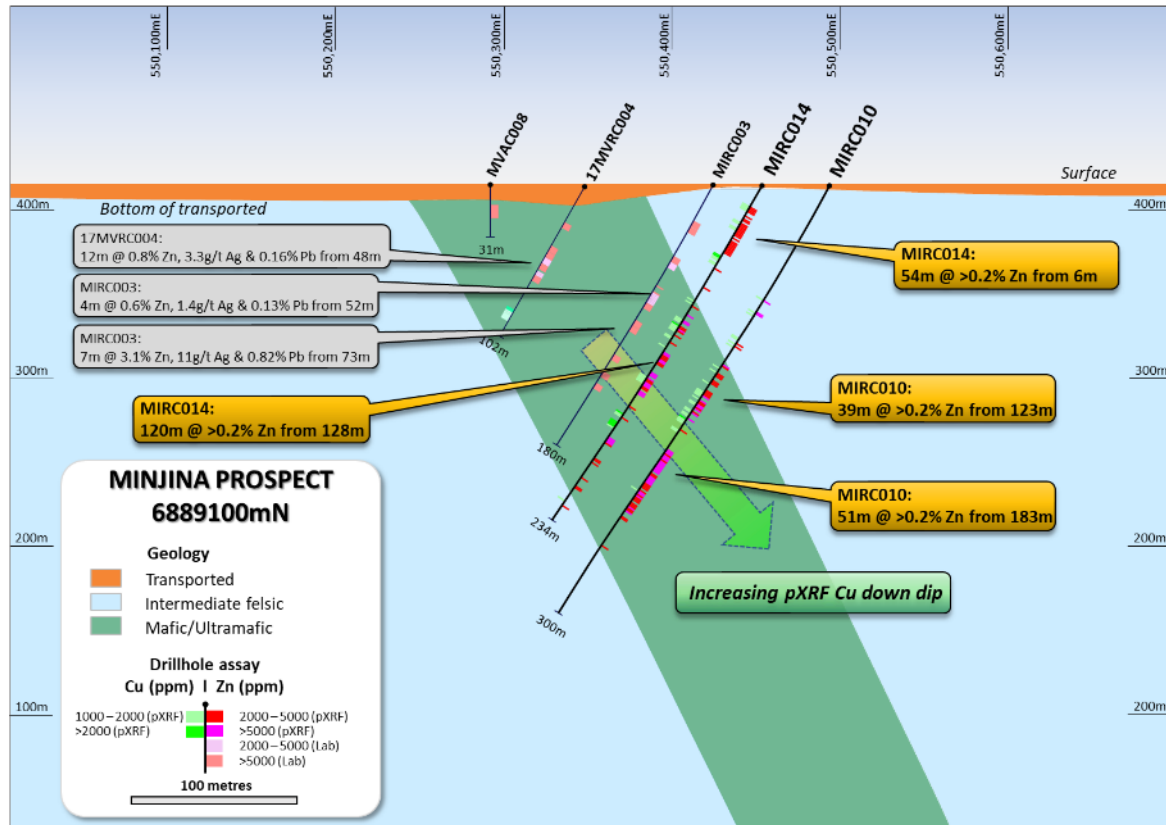 550,100mE
550,200mE
550,300mE
550,400mE
550,500mE
550,600mE
MVAC008
17MVRC004
MIRC003
MIRC014
MIRC010
Surface
400m
Bottom of transported
400m
31m
17MVRC004:
12m @ 0.8% Zn, 3.3g/t Ag & 0.16% Pb from 48m
MIRC014:
54m @ >0.2% Zn from 6m
MIRC003:
4m @ 0.6% Zn, 1.4g/t Ag & 0.13% Pb from 52m
102m
MIRC003:
7m @ 3.1% Zn, 11g/t Ag & 0.82% Pb from 73m
300m
300m
MIRC010:
39m @ >0.2% Zn from 123m
MIRC014:
120m @ >0.2% Zn from 128m
180m
MIRC010:
51m @ >0.2% Zn from 183m
234m
200m
200m
Increasing pXRF Cu down dip
300m
100m
200m
MINJINA PROSPECT
6889100mN
Geology
Transported
Intermediate felsic
Mafic/Ultramafic
Drillhole assay
Cu (ppm) I Zn (ppm)
1000–2000 (pXRF)
>2000 (pXRF)
2000–5000 (pXRF)
>5000 (pXRF)
2000–5000 (Lab)
>5000 (Lab)
100 metres